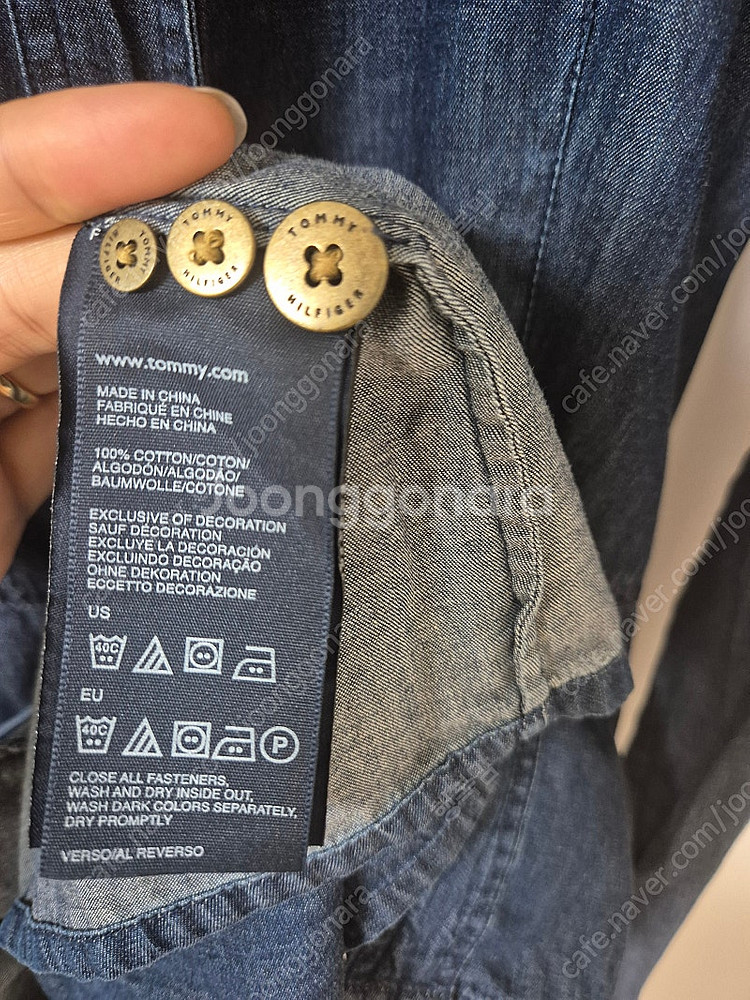 TOMMY HILFIGER
TOMMY HILFIGER
TOMMY HILFIGER
www.tommy.com
MADE IN CHINA
FABRIQUÉ EN CHINE
HECHO EN CHINA
100% COTTON/COTON/
ALGODÓN/ALGODÃO/
BAUMWOLLE/COTONE
EXCLUSIVE OF DECORATION
SAUF DÉCORATION
EXCLUYE LA DECORACIÓN
EXCLUINDO DECORAÇÃO
OHNE DEKORATION
ECCETTO DECORAZIONE
US
40C
EU
40C
P
CLOSE ALL FASTENERS,
WASH AND DRY INSIDE OUT,
WASH DARK COLORS SEPARATELY,
DRY PROMPTLY
VERSO/AL REVERSO
Joonggonara
cafe.naver.com/joo